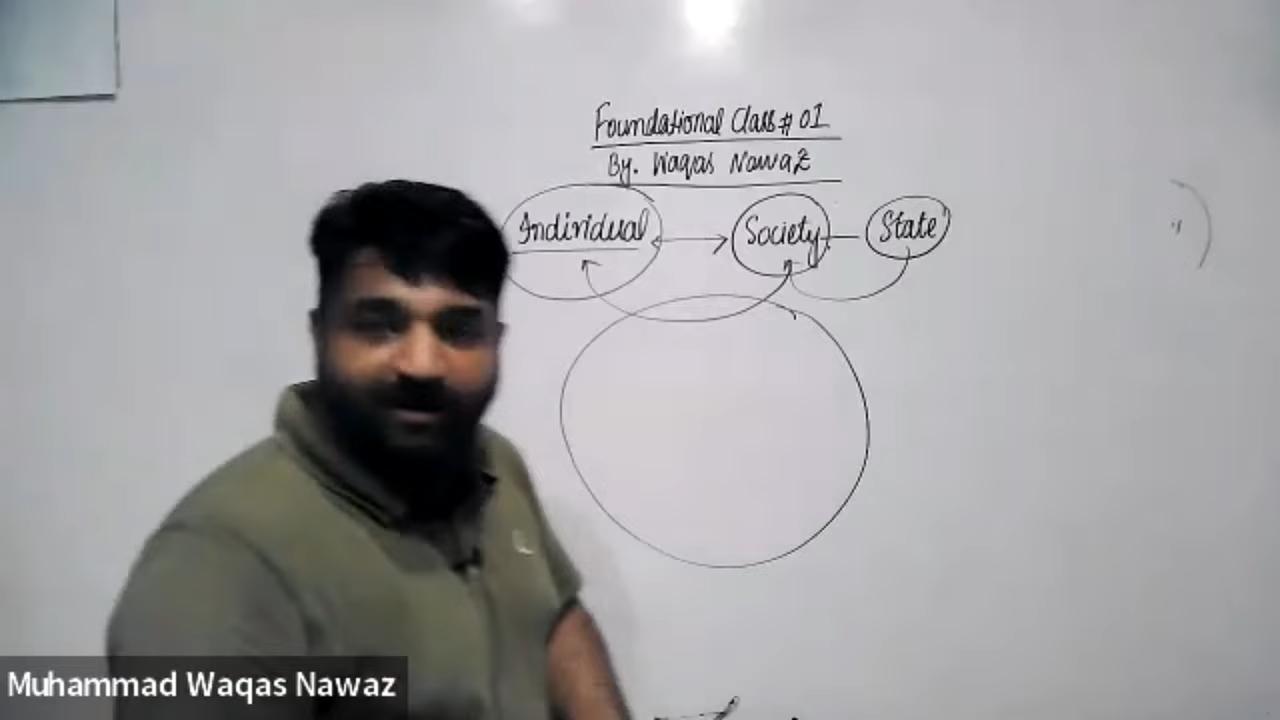 Foundational Class # 01
By. Waqas Nawaz
Individual
Society
State
Muhammad Waqas Nawaz